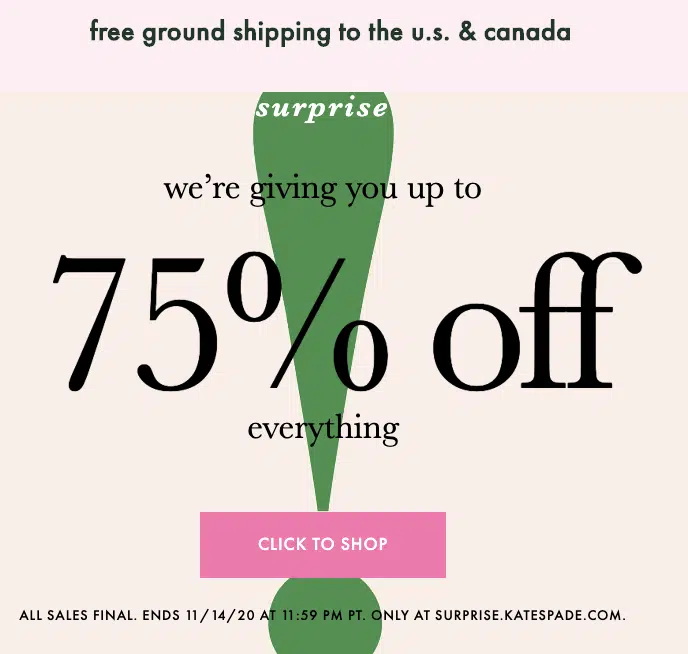 free ground shipping to the u.s. & canada
surprise
we're giving you up to
75% off
everything
CLICK TO SHOP
ALL SALES FINAL. ENDS 11/14/20 AT 11:59 PM PT. ONLY AT SURPRISE.KATESPADE.COM.